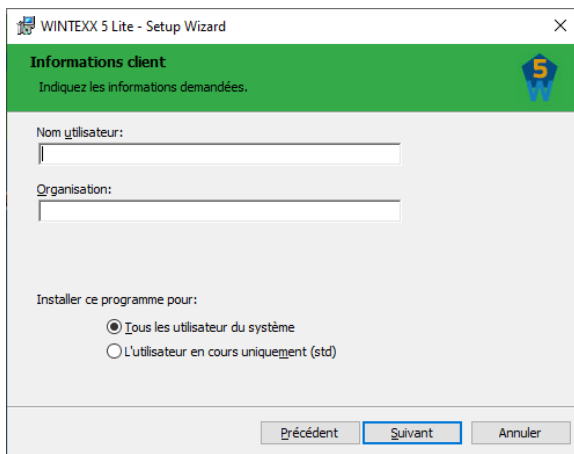 WINTEXX 5 Lite - Setup Wizard
Informations client
Indiquez les informations demandées.
5
W
Nom utilisateur:
Organisation:
Installer ce programme pour:
Tous les utilisateur du système
L'utilisateur en cours uniquement (std)
Précédent Suivant Annuler